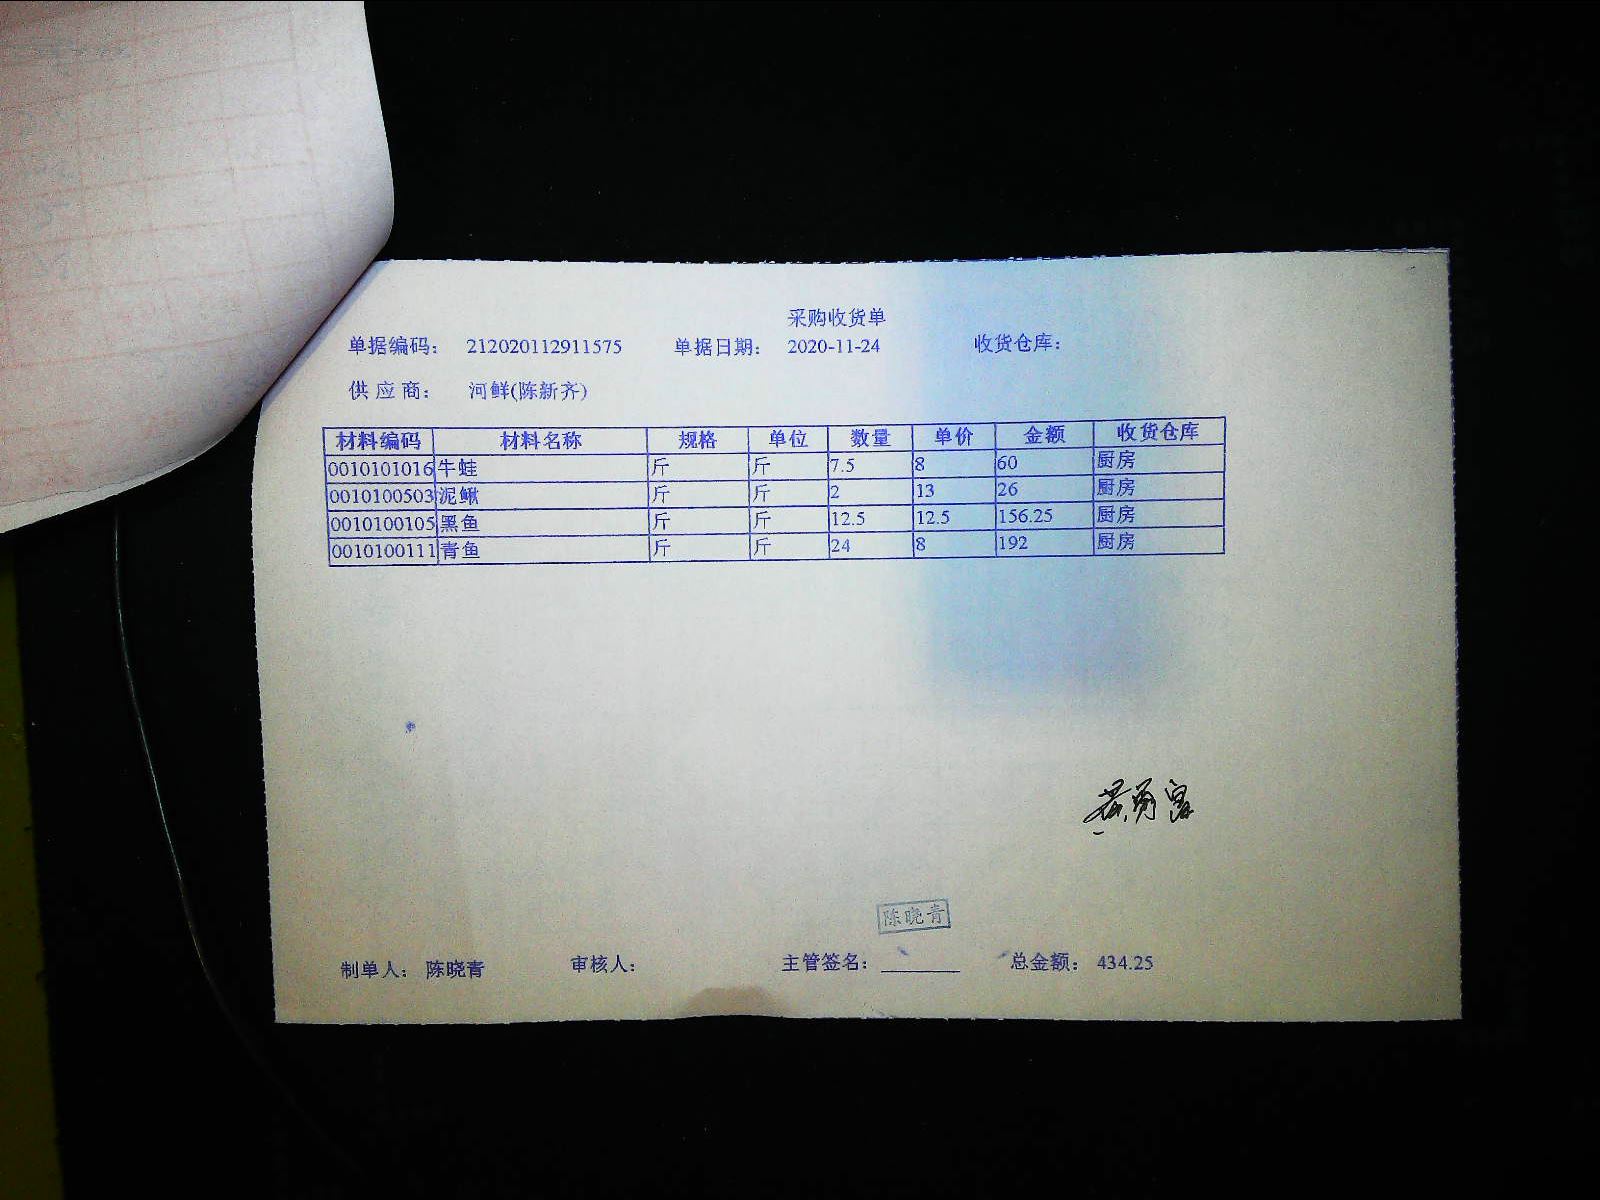 采购收货单
单据编码： 212020112911575 单据日期： 2020-11-24 收货仓库：
供应商： 河鲜(陈新齐)
材料编码 材料名称 规格 单位 数量 单价 金额 收货仓库
0010101016 牛蛙 斤 斤 7.5 8 60 厨房
0010100503 泥鳅 斤 斤 2 13 26 厨房
0010100105 黑鱼 斤 斤 12.5 12.5 156.25 厨房
0010100111 青鱼 斤 斤 24 8 192 厨房
陈晓青
制单人： 陈晓青 审核人： 主管签名： 总金额： 434.25